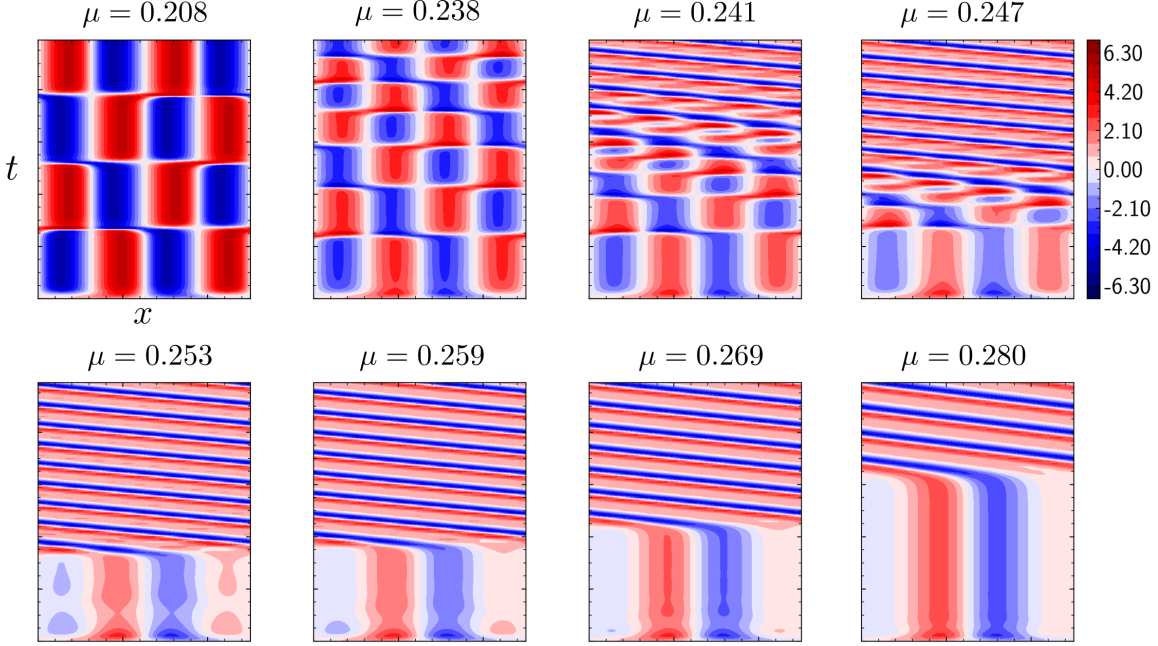 μ = 0.208
μ = 0.238
μ = 0.241
μ = 0.247
t
x
6.30
4.20
2.10
0.00
-2.10
-4.20
-6.30
μ = 0.253
μ = 0.259
μ = 0.269
μ = 0.280